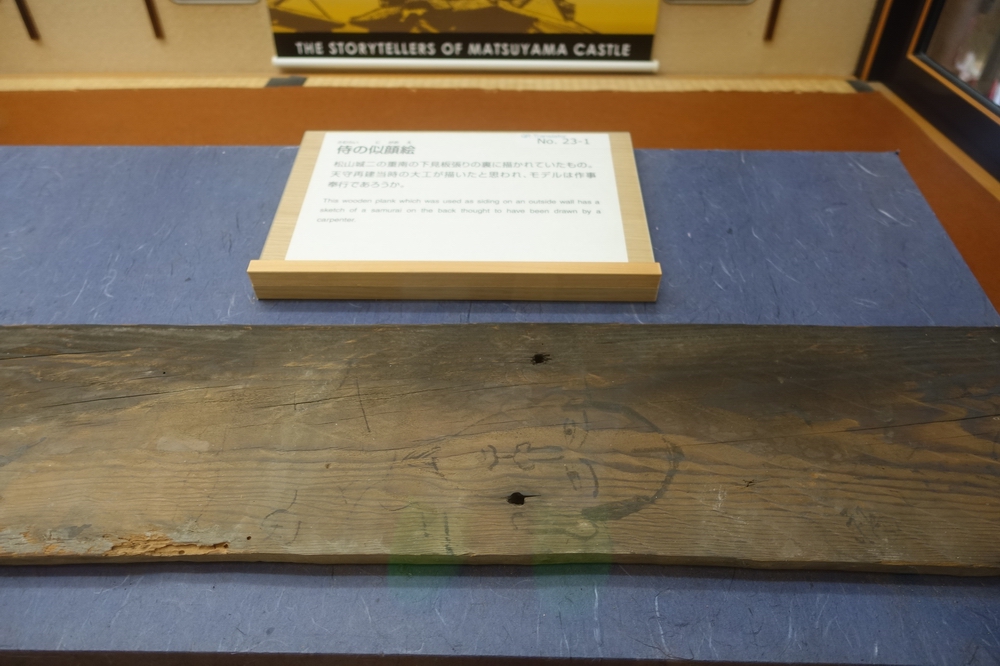 THE STORYTELLERS OF MATSUYAMA CASTLE
No. 23-1
侍の似顔絵
松山城二の重南の下見板張りの裏に描かれていたもの。
天守再建当時の大工が描いたと思われ、モデルは作事
奉行であろうか。
This wooden plank which was used as siding on an outside wall has a
sketch of a samurai on the back thought to have been drawn by a
carpenter.